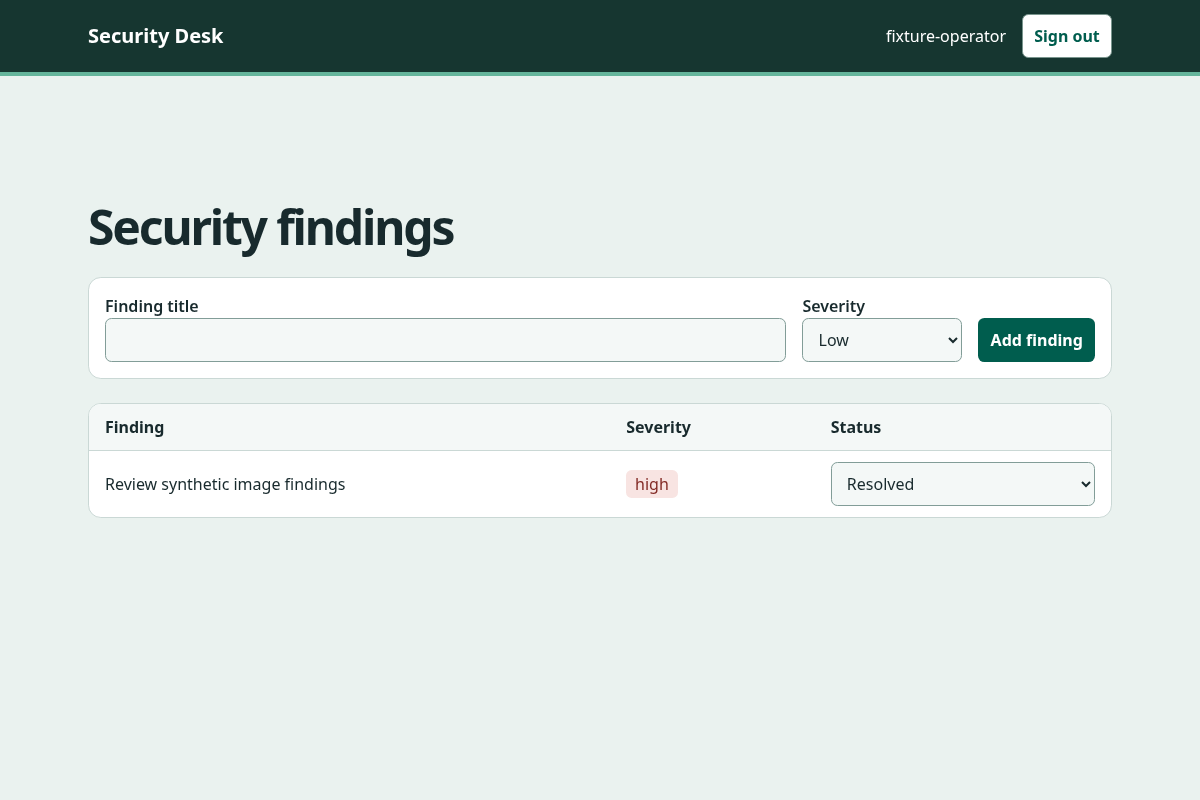 Security Desk
fixture-operator
Sign out
Security findings
Finding title
Severity
Low
Add finding
Finding
Severity
Status
Review synthetic image findings
high
Resolved